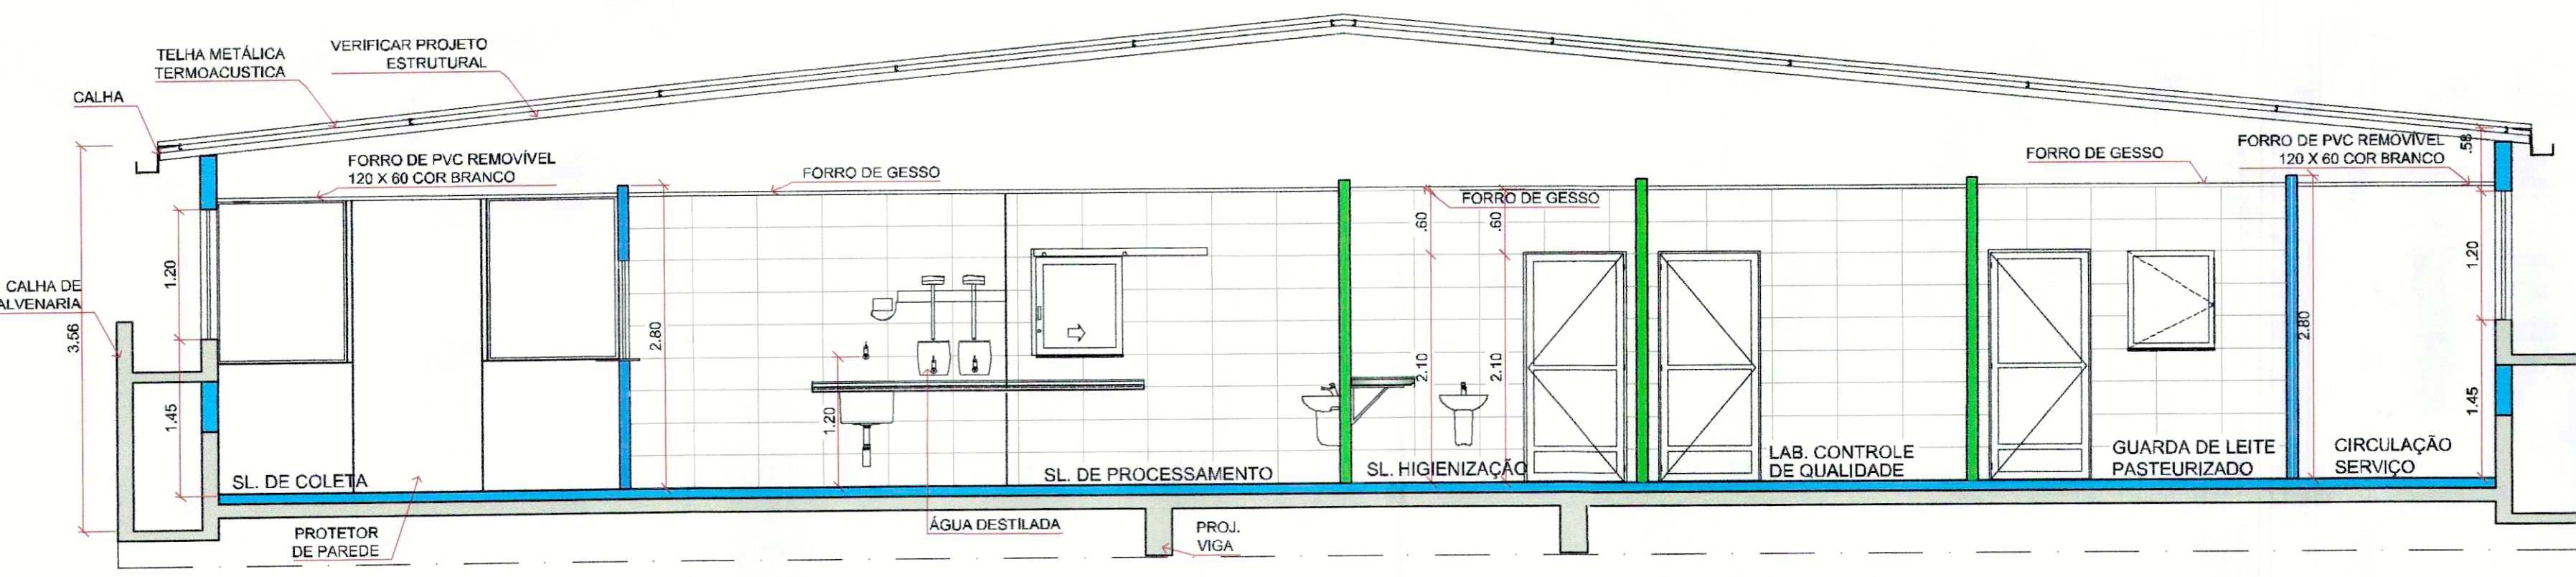 TELHA METÁLICA
TERMOACUSTICA
VERIFICAR PROJETO
ESTRUTURAL
CALHA
FORRO DE PVC REMOVÍVEL
120 X 60 COR BRANCO
FORRO DE GESSO
FORRO DE GESSO
FORRO DE GESSO
FORRO DE PVC REMOVÍVEL
120 X 60 COR BRANCO
.58
CALHA DE
ALVENARIA
3.56
1.20
1.45
2.80
1.20
.60
.60
2.10
2.10
2.80
1.20
1.45
SL. DE COLETA
SL. DE PROCESSAMENTO
SL. HIGIENIZAÇÃO
LAB. CONTROLE
DE QUALIDADE
GUARDA DE LEITE
PASTEURIZADO
CIRCULAÇÃO
SERVIÇO
PROTETOR
DE PAREDE
ÁGUA DESTILADA
PROJ.
VIGA